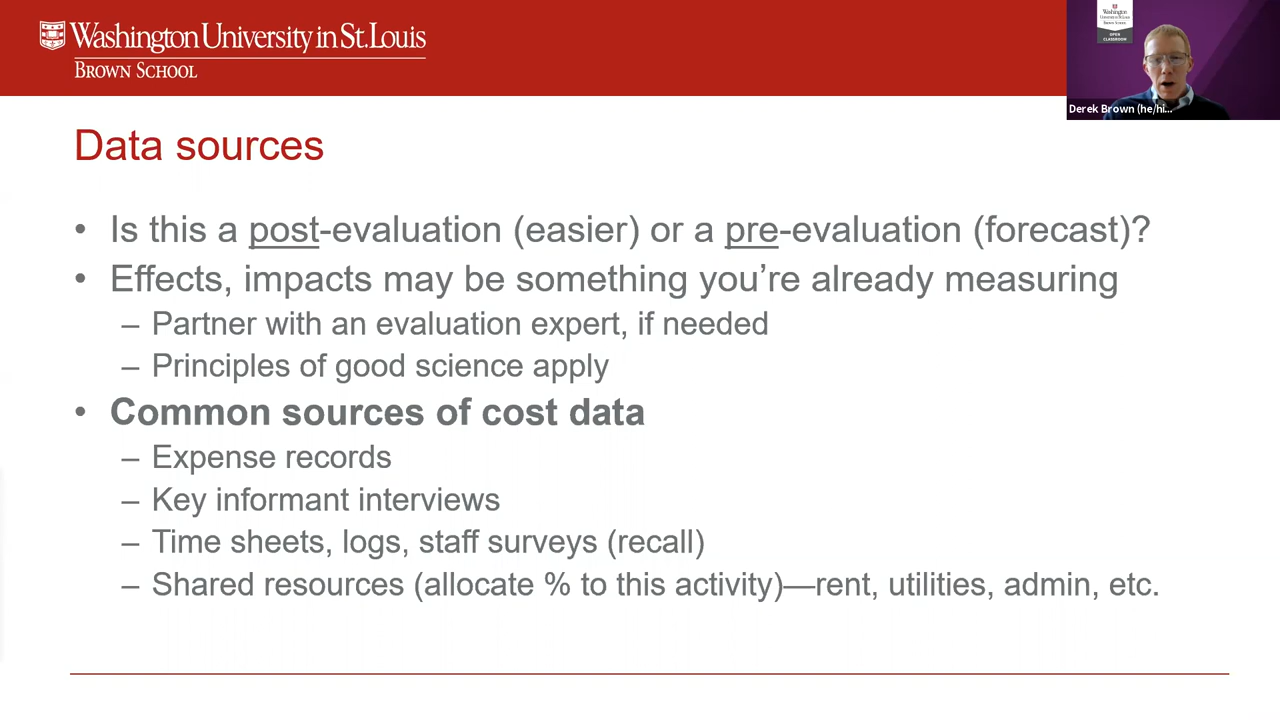 Washington University in St. Louis
BROWN SCHOOL
Derek Brown (he/hi...
Data sources
• Is this a post-evaluation (easier) or a pre-evaluation (forecast)?
• Effects, impacts may be something you’re already measuring
– Partner with an evaluation expert, if needed
– Principles of good science apply
• Common sources of cost data
– Expense records
– Key informant interviews
– Time sheets, logs, staff surveys (recall)
– Shared resources (allocate % to this activity)—rent, utilities, admin, etc.